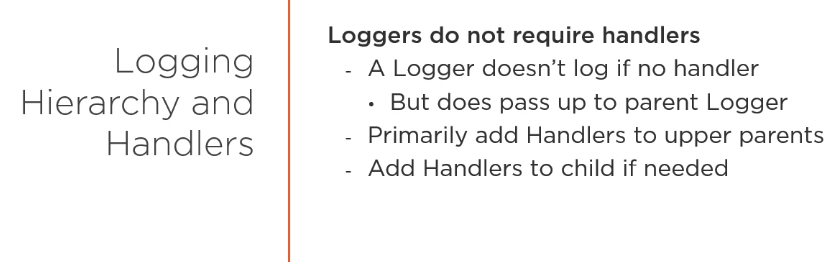 Logging
Hierarchy and
Handlers
Loggers do not require handlers
- A Logger doesn’t log if no handler
• But does pass up to parent Logger
- Primarily add Handlers to upper parents
- Add Handlers to child if needed